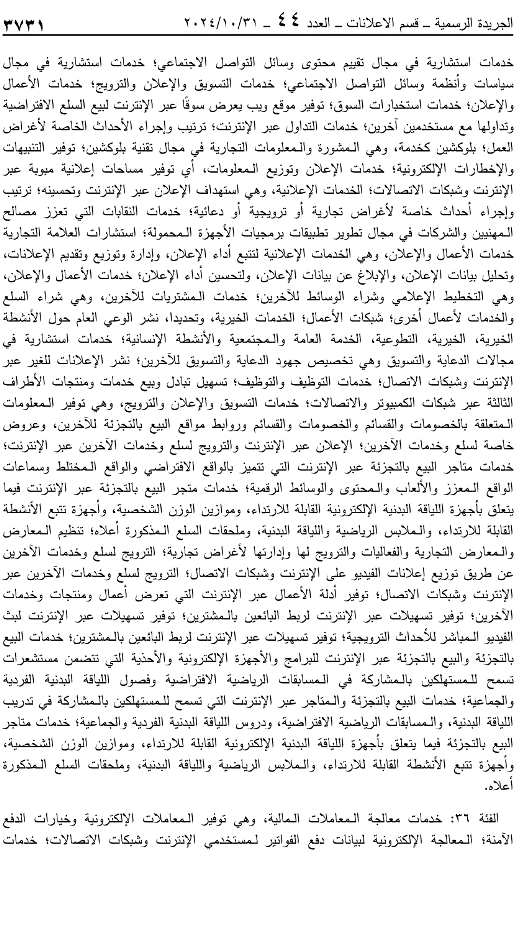 الجريدة الرسمية ــ قسم الاعلانات ــ العدد ٤٤ ــ ٢٠٢٤/١٠/٣١ ٣٧٣١
خدمات استشارية في مجال تقييم محتوى وسائل التواصل الاجتماعي؛ خدمات استشارية في مجال
سياسات وأنظمة وسائل التواصل الاجتماعي؛ خدمات التسويق والإعلان والترويج؛ خدمات الأعمال
والإعلان؛ خدمات استخبارات السوق؛ توفير موقع ويب يعرض سوقًا عبر الإنترنت لبيع السلع الافتراضية
وتداولها مع مستخدمين آخرين؛ خدمات التداول عبر الإنترنت؛ ترتيب وإجراء الأحداث الخاصة لأغراض
العمل؛ بلوكشين كخدمة، وهي المشورة والمعلومات التجارية في مجال تقنية بلوكشين؛ توفير التنبيهات
والإخطارات الإلكترونية؛ خدمات الإعلان وتوزيع المعلومات، أي توفير مساحات إعلانية مبوبة عبر
الإنترنت وشبكات الاتصالات؛ الخدمات الإعلانية، وهي استهداف الإعلان عبر الإنترنت وتحسينه؛ ترتيب
وإجراء أحداث خاصة لأغراض تجارية أو ترويجية أو دعائية؛ خدمات النقابات التي تعزز مصالح
المهنيين والشركات في مجال تطوير تطبيقات برمجيات الأجهزة المحمولة؛ استشارات العلامة التجارية
خدمات الأعمال والإعلان، وهي الخدمات الإعلانية لتتبع أداء الإعلان، وإدارة وتوزيع وتقديم الإعلانات،
وتحليل بيانات الإعلان، والإبلاغ عن بيانات الإعلان، ولتحسين أداء الإعلان؛ خدمات الأعمال والإعلان،
وهي التخطيط الإعلامي وشراء الوسائط للآخرين؛ خدمات المشتريات للآخرين، وهي شراء السلع
والخدمات لأعمال أخرى؛ شبكات الأعمال؛ الخدمات الخيرية، وتحديدا، نشر الوعي العام حول الأنشطة
الخيرية، الخيرية، التطوعية، الخدمة العامة والمجتمعية والأنشطة الإنسانية؛ خدمات استشارية في
مجالات الدعاية والتسويق وهي تخصيص جهود الدعاية والتسويق للآخرين؛ نشر الإعلانات للغير عبر
الإنترنت وشبكات الاتصال؛ خدمات التوظيف والتوظيف؛ تسهيل تبادل وبيع خدمات ومنتجات الأطراف
الثالثة عبر شبكات الكمبيوتر والاتصالات؛ خدمات التسويق والإعلان والترويج، وهي توفير المعلومات
المتعلقة بالخصومات والقسائم والخصومات والقسائم وروابط مواقع البيع بالتجزئة للآخرين، وعروض
خاصة لسلع وخدمات الآخرين؛ الإعلان عبر الإنترنت والترويج لسلع وخدمات الآخرين عبر الإنترنت؛
خدمات متاجر البيع بالتجزئة عبر الإنترنت التي تتميز بالواقع الافتراضي والواقع المختلط وسماعات
الواقع المعزز والألعاب والمحتوى والوسائط الرقمية؛ خدمات متجر البيع بالتجزئة عبر الإنترنت فيما
يتعلق بأجهزة اللياقة البدنية الإلكترونية القابلة للارتداء، وموازين الوزن الشخصية، وأجهزة تتبع الأنشطة
القابلة للارتداء، والملابس الرياضية واللياقة البدنية، وملحقات السلع المذكورة أعلاه؛ تنظيم المعارض
والمعارض التجارية والفعاليات والترويج لها وإدارتها لأغراض تجارية؛ الترويج لسلع وخدمات الآخرين
عن طريق توزيع إعلانات الفيديو على الإنترنت وشبكات الاتصال؛ الترويج لسلع وخدمات الآخرين عبر
الإنترنت وشبكات الاتصال؛ توفير أدلة الأعمال عبر الإنترنت التي تعرض أعمال ومنتجات وخدمات
الآخرين؛ توفير تسهيلات عبر الإنترنت لربط البائعين بالمشترين؛ توفير تسهيلات عبر الإنترنت لبث
الفيديو المباشر للأحداث الترويجية؛ توفير تسهيلات عبر الإنترنت لربط البائعين بالمشترين؛ خدمات البيع
بالتجزئة والبيع بالتجزئة عبر الإنترنت للبرامج والأجهزة الإلكترونية والأحذية التي تتضمن مستشعرات
تسمح للمستهلكين بالمشاركة في المسابقات الرياضية الافتراضية وفصول اللياقة البدنية الفردية
والجماعية؛ خدمات البيع بالتجزئة والمتاجر عبر الإنترنت التي تسمح للمستهلكين بالمشاركة في تدريب
اللياقة البدنية، والمسابقات الرياضية الافتراضية، ودروس اللياقة البدنية الفردية والجماعية؛ خدمات متاجر
البيع بالتجزئة فيما يتعلق بأجهزة اللياقة البدنية الإلكترونية القابلة للارتداء، وموازين الوزن الشخصية،
وأجهزة تتبع الأنشطة القابلة للارتداء، والملابس الرياضية واللياقة البدنية، وملحقات السلع المذكورة
أعلاه.
الفئة ٣٦: خدمات معالجة المعاملات المالية، وهي توفير المعاملات الإلكترونية وخيارات الدفع
الآمنة؛ المعالجة الإلكترونية لبيانات دفع الفواتير لمستخدمي الإنترنت وشبكات الاتصالات؛ خدمات